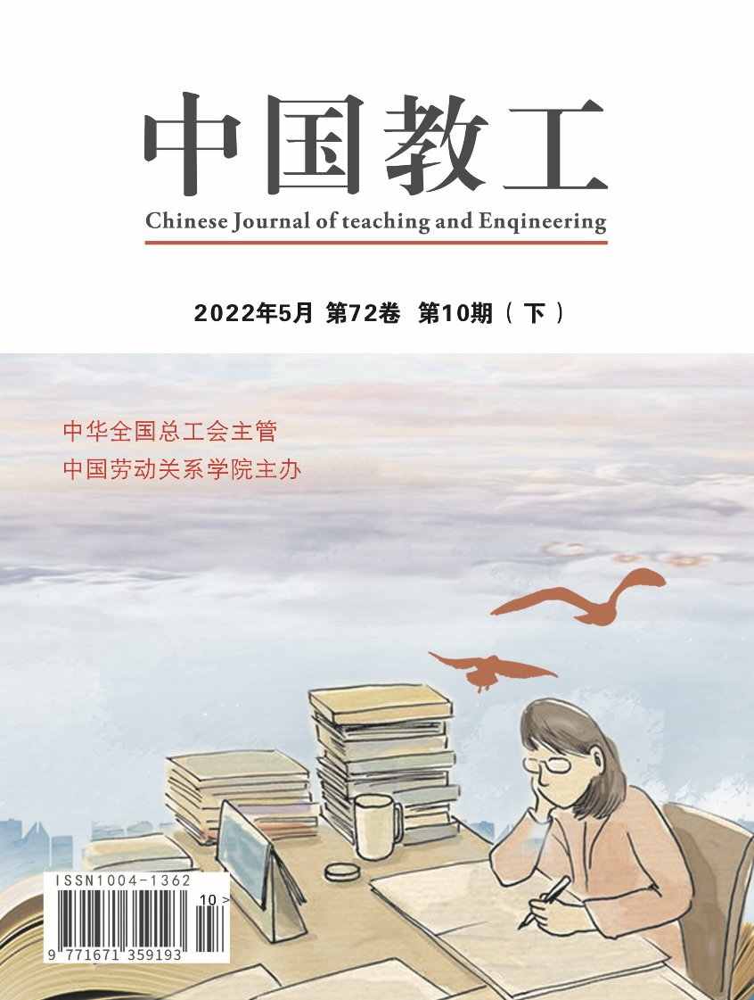 中国教工
Chinese Journal of teaching and Enqineering
2022年5月 第72卷 第10期（下）
中华全国总工会主管
中国劳动关系学院主办
ISSN1004-1362
10 >
9 771671 359193